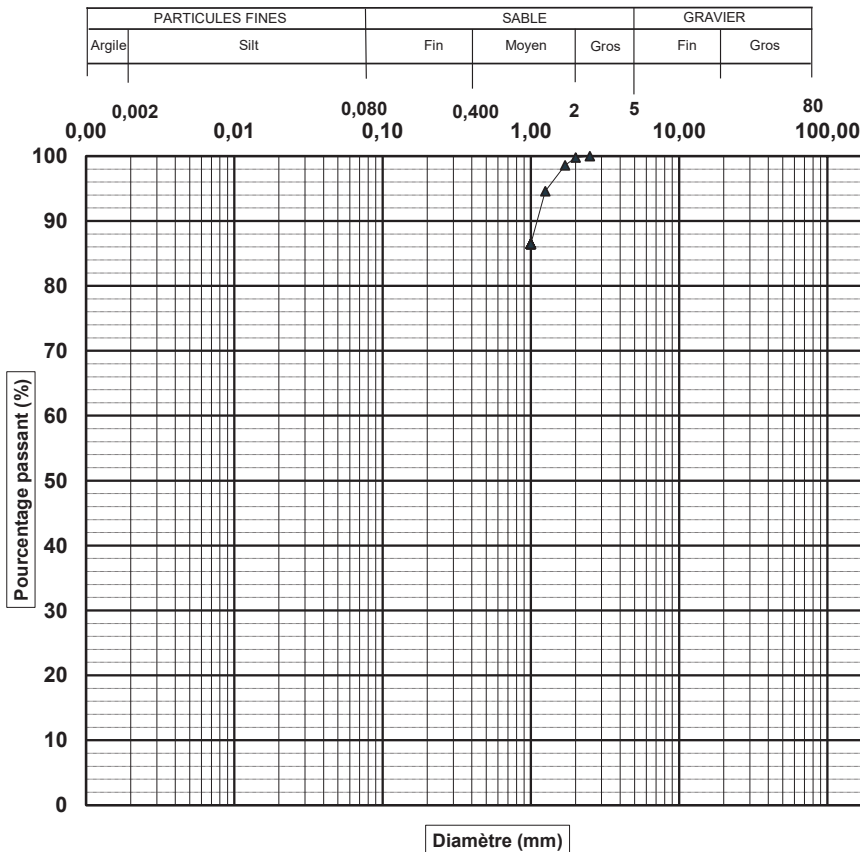 PARTICULES FINES SABLE GRAVIER
Argile Silt Fin Moyen Gros Fin Gros
0,002 0,080 0,400 2 5 80
0,00 0,01 0,10 1,00 10,00 100,00
100
90
80
70
60
50
40
30
20
10
0
Pourcentage passant (%)
Diamètre (mm)